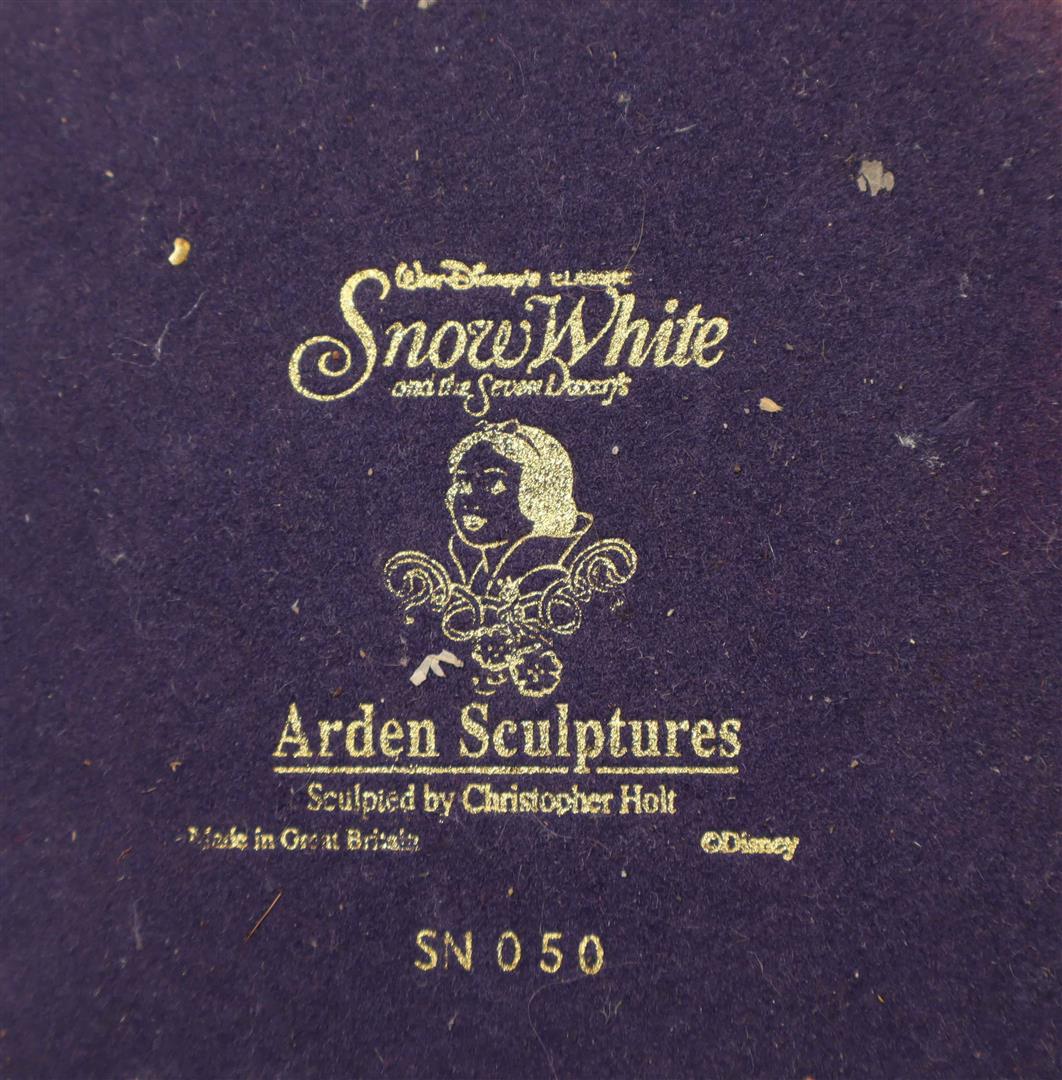 Walt Disney's CLASSIC
Snow White
and the Seven Dwarfs
Arden Sculptures
Sculpted by Christopher Holt
Made in Great Britain
©Disney
SN 050